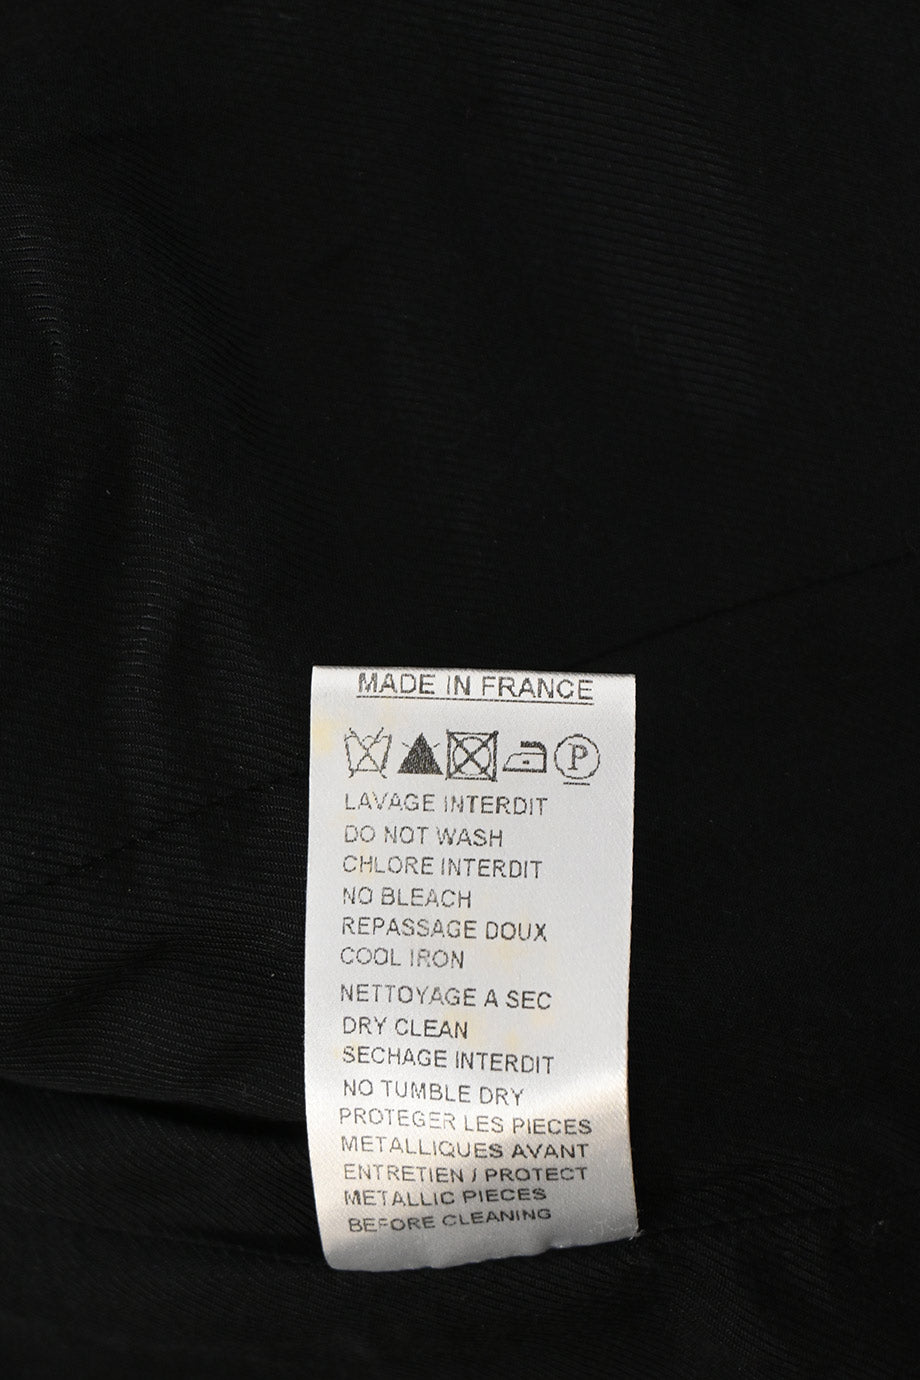 MADE IN FRANCE
P
LAVAGE INTERDIT
DO NOT WASH
CHLORE INTERDIT
NO BLEACH
REPASSAGE DOUX
COOL IRON
NETTOYAGE A SEC
DRY CLEAN
SECHAGE INTERDIT
NO TUMBLE DRY
PROTEGER LES PIECES
METALLIQUES AVANT
ENTRETIEN / PROTECT
METALLIC PIECES
BEFORE CLEANING